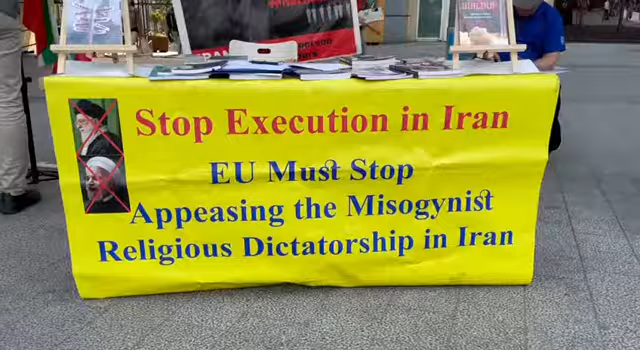 Stop Execution in Iran
EU Must Stop
Appeasing the Misogynist
Religious Dictatorship in Iran